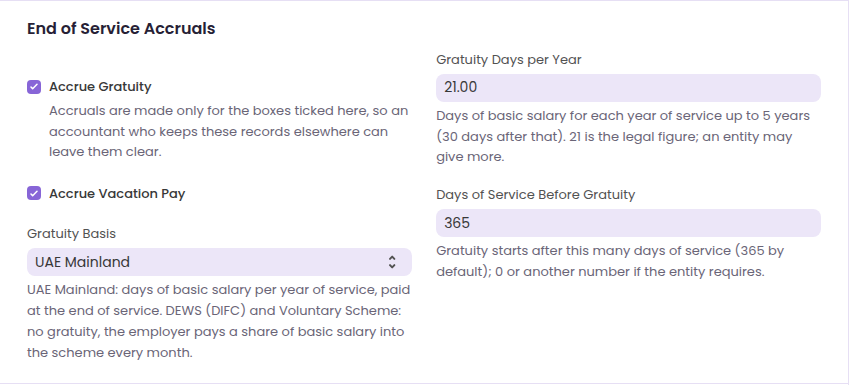 End of Service Accruals
Accrue Gratuity
Accruals are made only for the boxes ticked here, so an
accountant who keeps these records elsewhere can
leave them clear.
Accrue Vacation Pay
Gratuity Basis
UAE Mainland
UAE Mainland: days of basic salary per year of service, paid
at the end of service. DEWS (DIFC) and Voluntary Scheme:
no gratuity, the employer pays a share of basic salary into
the scheme every month.
Gratuity Days per Year
21.00
Days of basic salary for each year of service up to 5 years
(30 days after that). 21 is the legal figure; an entity may
give more.
Days of Service Before Gratuity
365
Gratuity starts after this many days of service (365 by
default); 0 or another number if the entity requires.